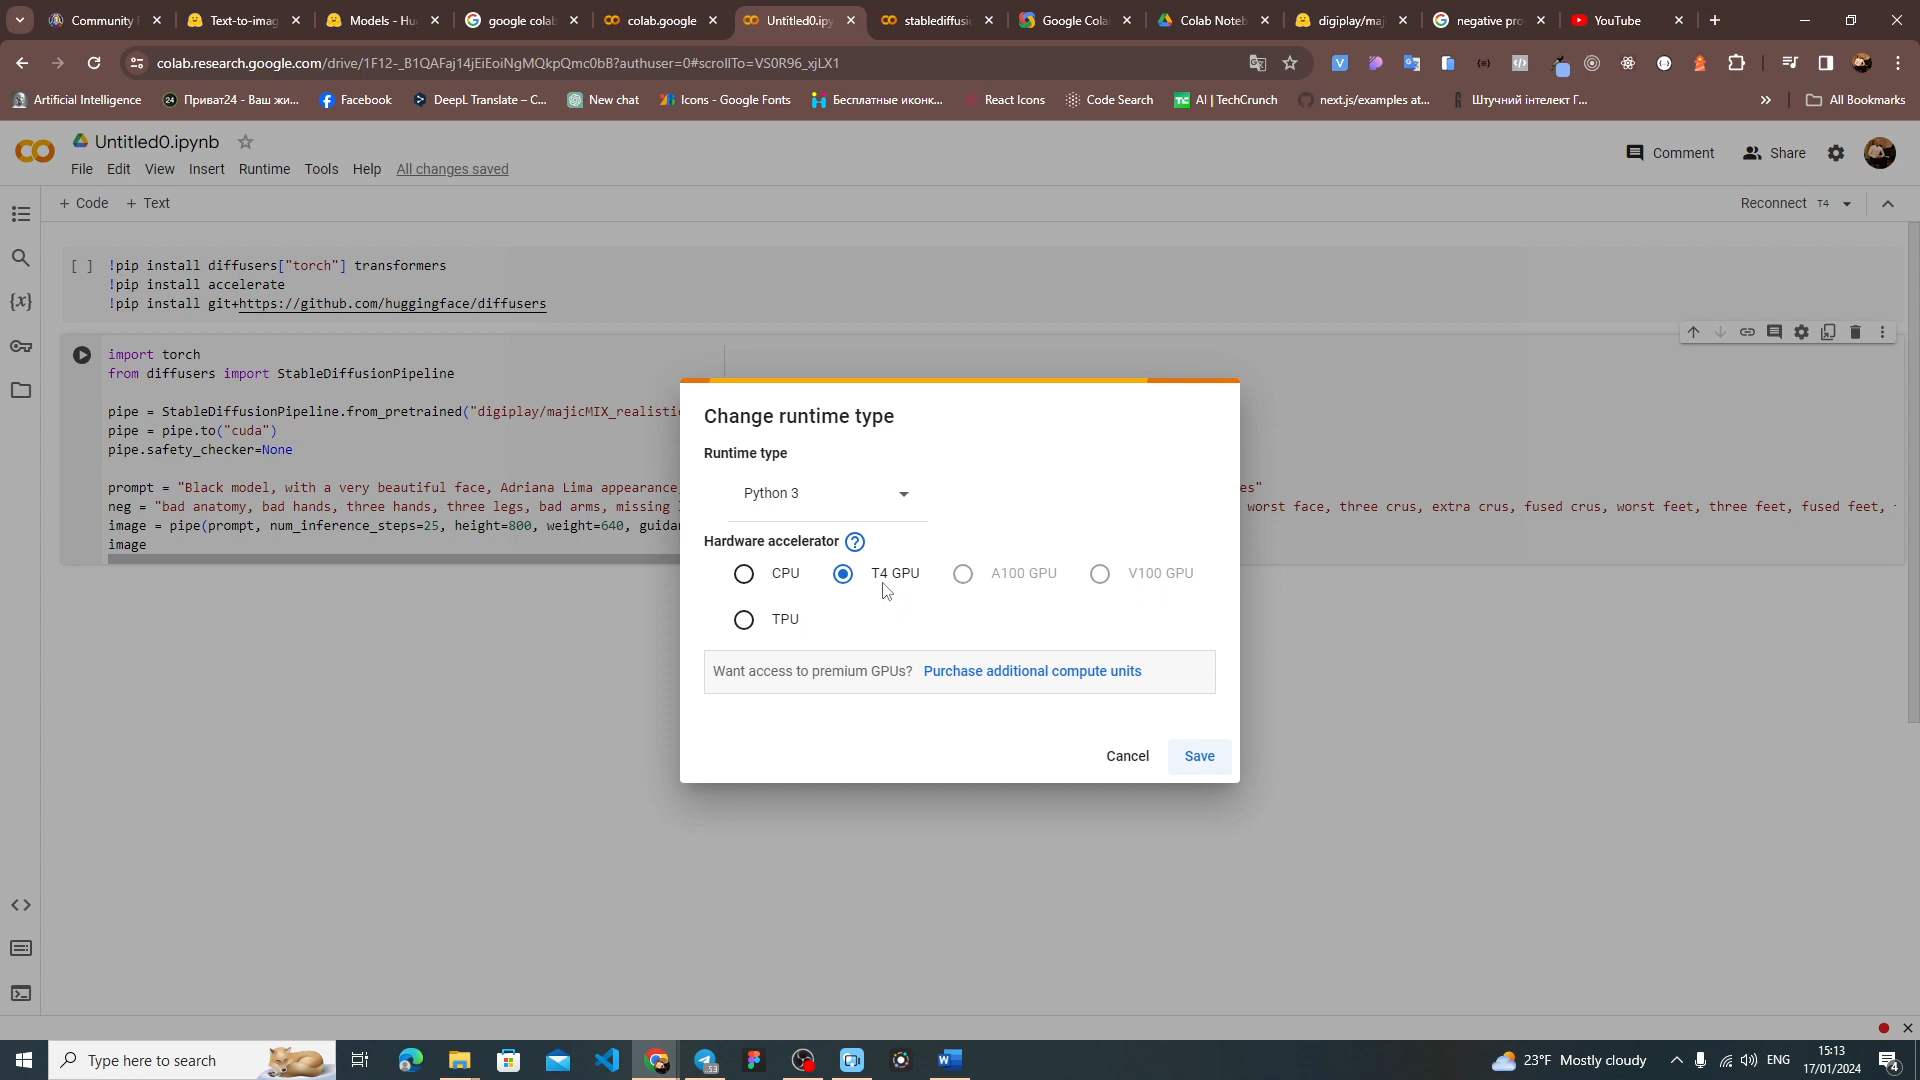 Community
Text-to-imag
Models - Hu
google colab
colab.google
Untitled0.ipy
stablediffusi
Google Cola
Colab Noteb
digiplay/maj
negative pro
YouTube
colab.research.google.com/drive/1F12-_B1QAFaj14jEiEoiNgMQkpQmc0bB?authuser=0#scrollTo=VS0R96_xjLX1
Artificial Intelligence
Приват24 - Ваш жи...
Facebook
DeepL Translate – C...
New chat
Icons - Google Fonts
Бесплатные иконк...
React Icons
Code Search
AI | TechCrunch
next.js/examples at...
Штучний інтелект Г...
All Bookmarks
Untitled0.ipynb
File Edit View Insert Runtime Tools Help All changes saved
Comment
Share
+ Code + Text
Reconnect T4
[ ] !pip install diffusers["torch"] transformers
!pip install accelerate
!pip install git+https://github.com/huggingface/diffusers
import torch
from diffusers import StableDiffusionPipeline
pipe = StableDiffusionPipeline.from_pretrained("digiplay/majicMIX_realistic
pipe = pipe.to("cuda")
pipe.safety_checker=None
prompt = "Black model, with a very beautiful face, Adriana Lima appearance, es"
neg = "bad anatomy, bad hands, three hands, three legs, bad arms, missing worst face, three crus, extra crus, fused crus, worst feet, three feet, fused feet,
image = pipe(prompt, num_inference_steps=25, height=800, weight=640, guidan
image
Change runtime type
Runtime type
Python 3
Hardware accelerator ?
CPU T4 GPU A100 GPU V100 GPU
TPU
Want access to premium GPUs? Purchase additional compute units
Cancel Save
Type here to search
53
23°F Mostly cloudy
ENG
15:13
17/01/2024
4